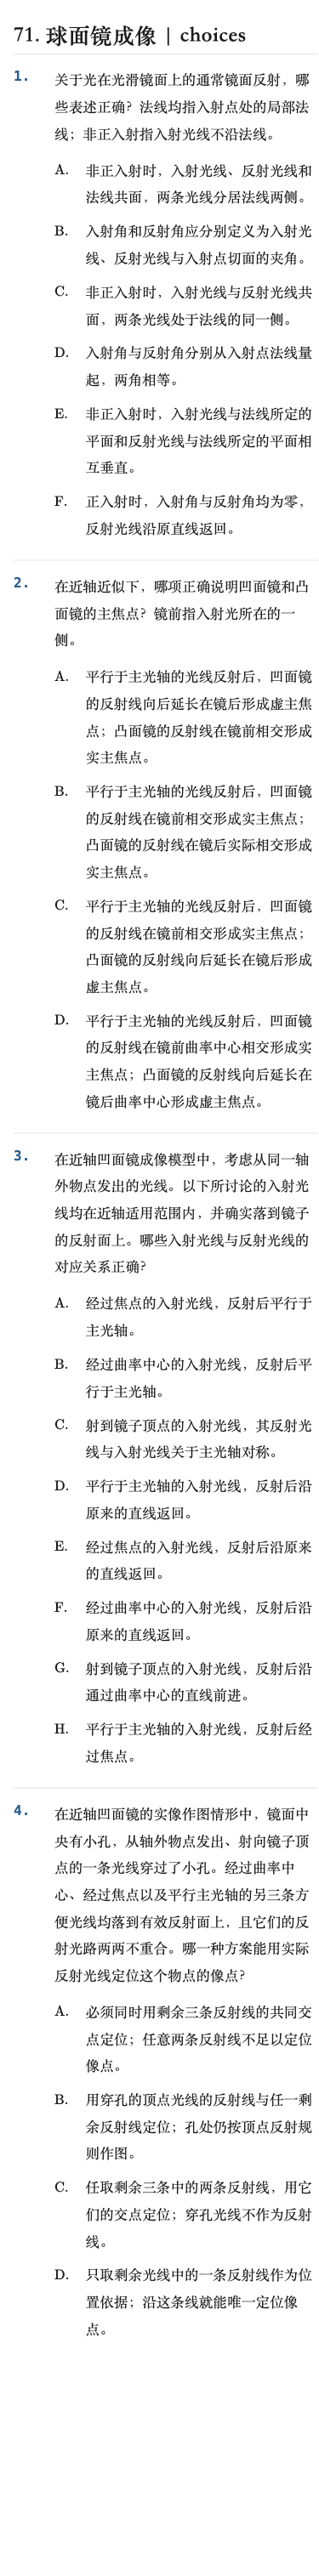 71. 球面镜成像 | choices
1. 关于光在光滑镜面上的通常镜面反射，哪
些表述正确？法线均指入射点处的局部法
线；非正入射指入射光线不沿法线。
A. 非正入射时，入射光线、反射光线和
法线共面，两条光线分居法线两侧。
B. 入射角和反射角应分别定义为入射光
线、反射光线与入射点切面的夹角。
C. 非正入射时，入射光线与反射光线共
面，两条光线处于法线的同一侧。
D. 入射角与反射角分别从入射点法线量
起，两角相等。
E. 非正入射时，入射光线与法线所定的
平面和反射光线与法线所定的平面相
互垂直。
F. 正入射时，入射角与反射角均为零，
反射光线沿原直线返回。
2. 在近轴近似下，哪项正确说明凹面镜和凸
面镜的主焦点？镜前指入射光所在的一
侧。
A. 平行于主光轴的光线反射后，凹面镜
的反射线向后延长在镜后形成虚主焦
点；凸面镜的反射线在镜前相交形成
实主焦点。
B. 平行于主光轴的光线反射后，凹面镜
的反射线在镜前相交形成实主焦点；
凸面镜的反射线在镜后实际相交形成
实主焦点。
C. 平行于主光轴的光线反射后，凹面镜
的反射线在镜前相交形成实主焦点；
凸面镜的反射线向后延长在镜后形成
虚主焦点。
D. 平行于主光轴的光线反射后，凹面镜
的反射线在镜前曲率中心相交形成实
主焦点；凸面镜的反射线向后延长在
镜后曲率中心形成虚主焦点。
3. 在近轴凹面镜成像模型中，考虑从同一轴
外物点发出的光线。以下所讨论的入射光
线均在近轴适用范围内，并确实落到镜子
的反射面上。哪些入射光线与反射光线的
对应关系正确？
A. 经过焦点的入射光线，反射后平行于
主光轴。
B. 经过曲率中心的入射光线，反射后平
行于主光轴。
C. 射到镜子顶点的入射光线，其反射光
线与入射光线关于主光轴对称。
D. 平行于主光轴的入射光线，反射后沿
原来的直线返回。
E. 经过焦点的入射光线，反射后沿原来
的直线返回。
F. 经过曲率中心的入射光线，反射后沿
原来的直线返回。
G. 射到镜子顶点的入射光线，反射后沿
通过曲率中心的直线前进。
H. 平行于主光轴的入射光线，反射后经
过焦点。
4. 在近轴凹面镜的实像作图情形中，镜面中
央有小孔，从轴外物点发出、射向镜子顶
点的一条光线穿过了小孔。经过曲率中
心、经过焦点以及平行主光轴的另三条方
便光线均落到有效反射面上，且它们的反
射光路两两不重合。哪一种方案能用实际
反射光线定位这个物点的像点？
A. 必须同时用剩余三条反射线的共同交
点定位；任意两条反射线不足以定位
像点。
B. 用穿孔的顶点光线的反射线与任一剩
余反射线定位；孔处仍按顶点反射规
则作图。
C. 任取剩余三条中的两条反射线，用它
们的交点定位；穿孔光线不作为反射
线。
D. 只取剩余光线中的一条反射线作为位
置依据；沿这条线就能唯一定位像
点。